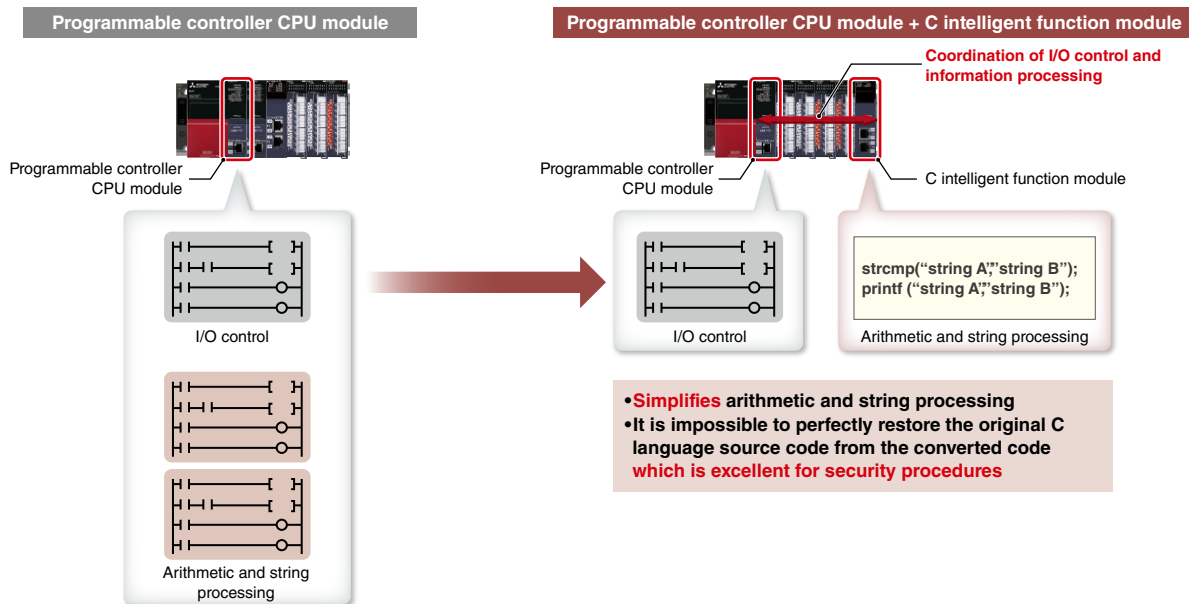 Programmable controller CPU module
Programmable controller
CPU module
I/O control
Arithmetic and string
processing
Programmable controller CPU module + C intelligent function module
Coordination of I/O control and
information processing
Programmable controller
CPU module
C intelligent function module
I/O control
strcmp(“string A”,”string B”);
printf (“string A”,”string B”);
Arithmetic and string processing
•Simplifies arithmetic and string processing
•It is impossible to perfectly restore the original C
language source code from the converted code
which is excellent for security procedures